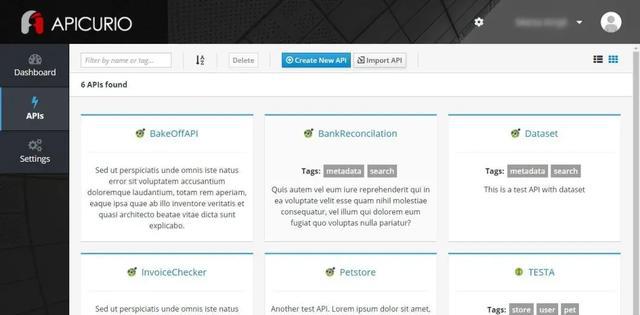 APICURIO
Dashboard
APIs
Settings
Filter by name or tag...
Delete
Create New API
Import API
6 APIs found
BakeOffAPI
Sed ut perspiciatis unde omnis iste natus
error sit voluptatem accusantium
doloremque laudantium, totam rem aperiam,
eaque ipsa quae ab illo inventore veritatis et
quasi architecto beatae vitae dicta sunt
explicabo.
BankReconcilation
Tags: metadata search
Quis autem vel eum iure reprehenderit qui in
ea voluptate velit esse quam nihil molestiae
consequatur, vel illum qui dolorem eum
fugiat quo voluptas nulla pariatur?
Dataset
Tags: metadata search
This is a test API with dataset
InvoiceChecker
Sed ut perspiciatis unde omnis iste natus
Petstore
Another test API. Lorem ipsum dolor sit amet,
TESTA
Tags: store user pet